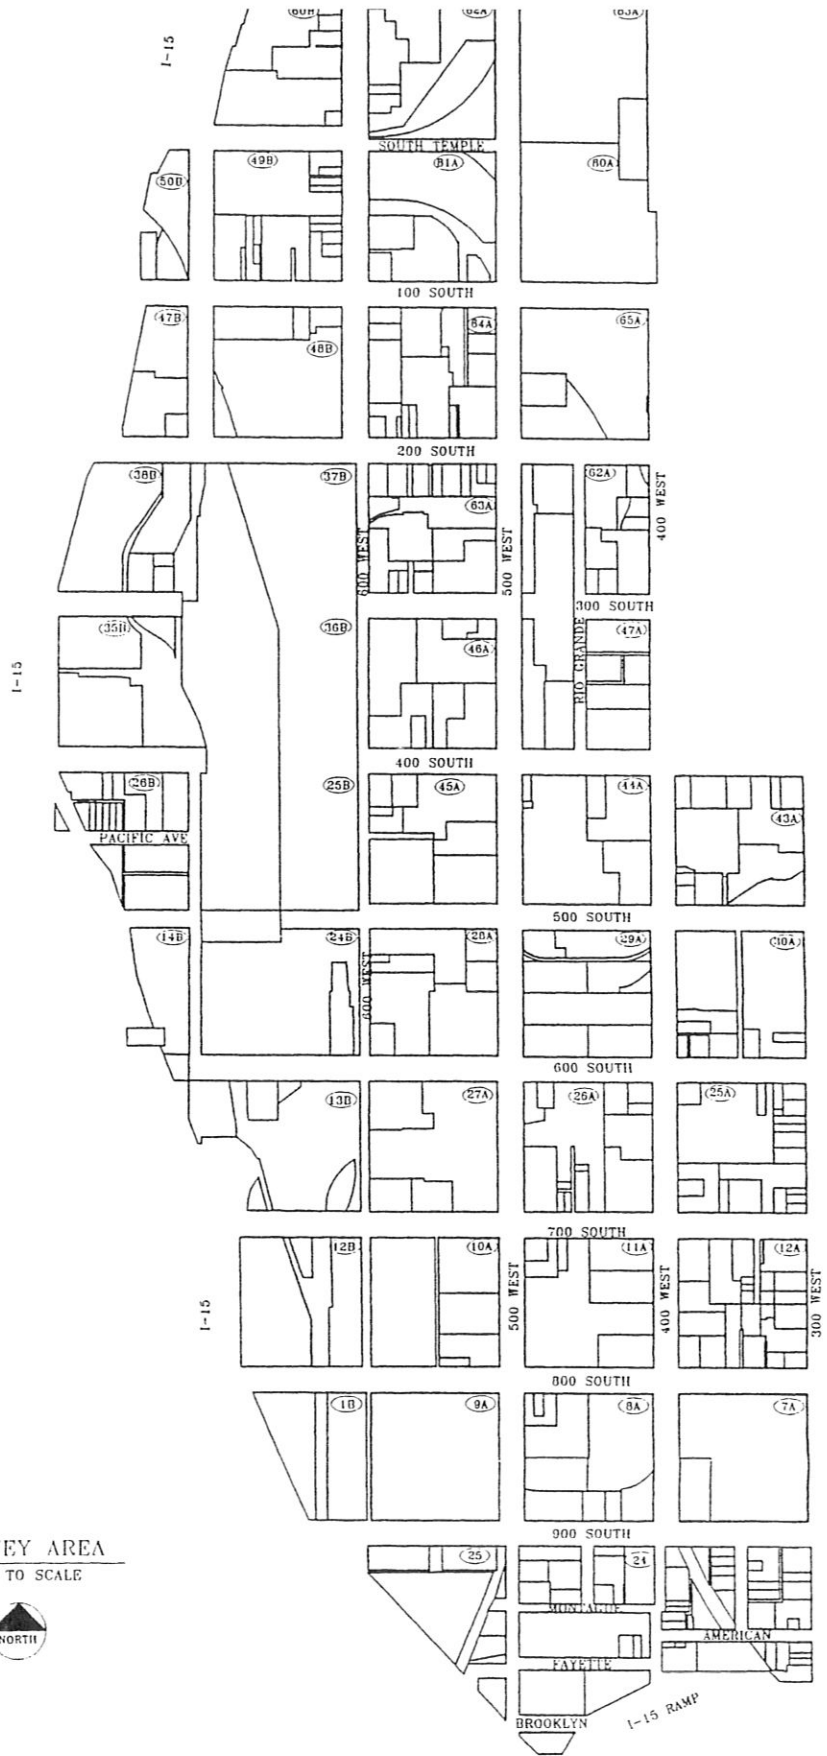 60B
62A
83A
I-15
SOUTH TEMPLE
49B
81A
80A
50B
100 SOUTH
47B
64A
65A
48B
200 SOUTH
38B
37B
62A
63A
600 WEST
500 WEST
400 WEST
300 SOUTH
35B
36B
47A
46A
RIO GRANDE
I-15
400 SOUTH
26B
25B
45A
44A
43A
PACIFIC AVE
500 SOUTH
14B
24B
28A
29A
30A
600 WEST
600 SOUTH
13B
27A
26A
25A
700 SOUTH
12B
10A
11A
12A
I-15
500 WEST
400 WEST
300 WEST
800 SOUTH
1B
9A
8A
7A
900 SOUTH
EY AREA
TO SCALE
25
24
NORTH
MONTAGUE
AMERICAN
FAYETTE
I-15 RAMP
BROOKLYN